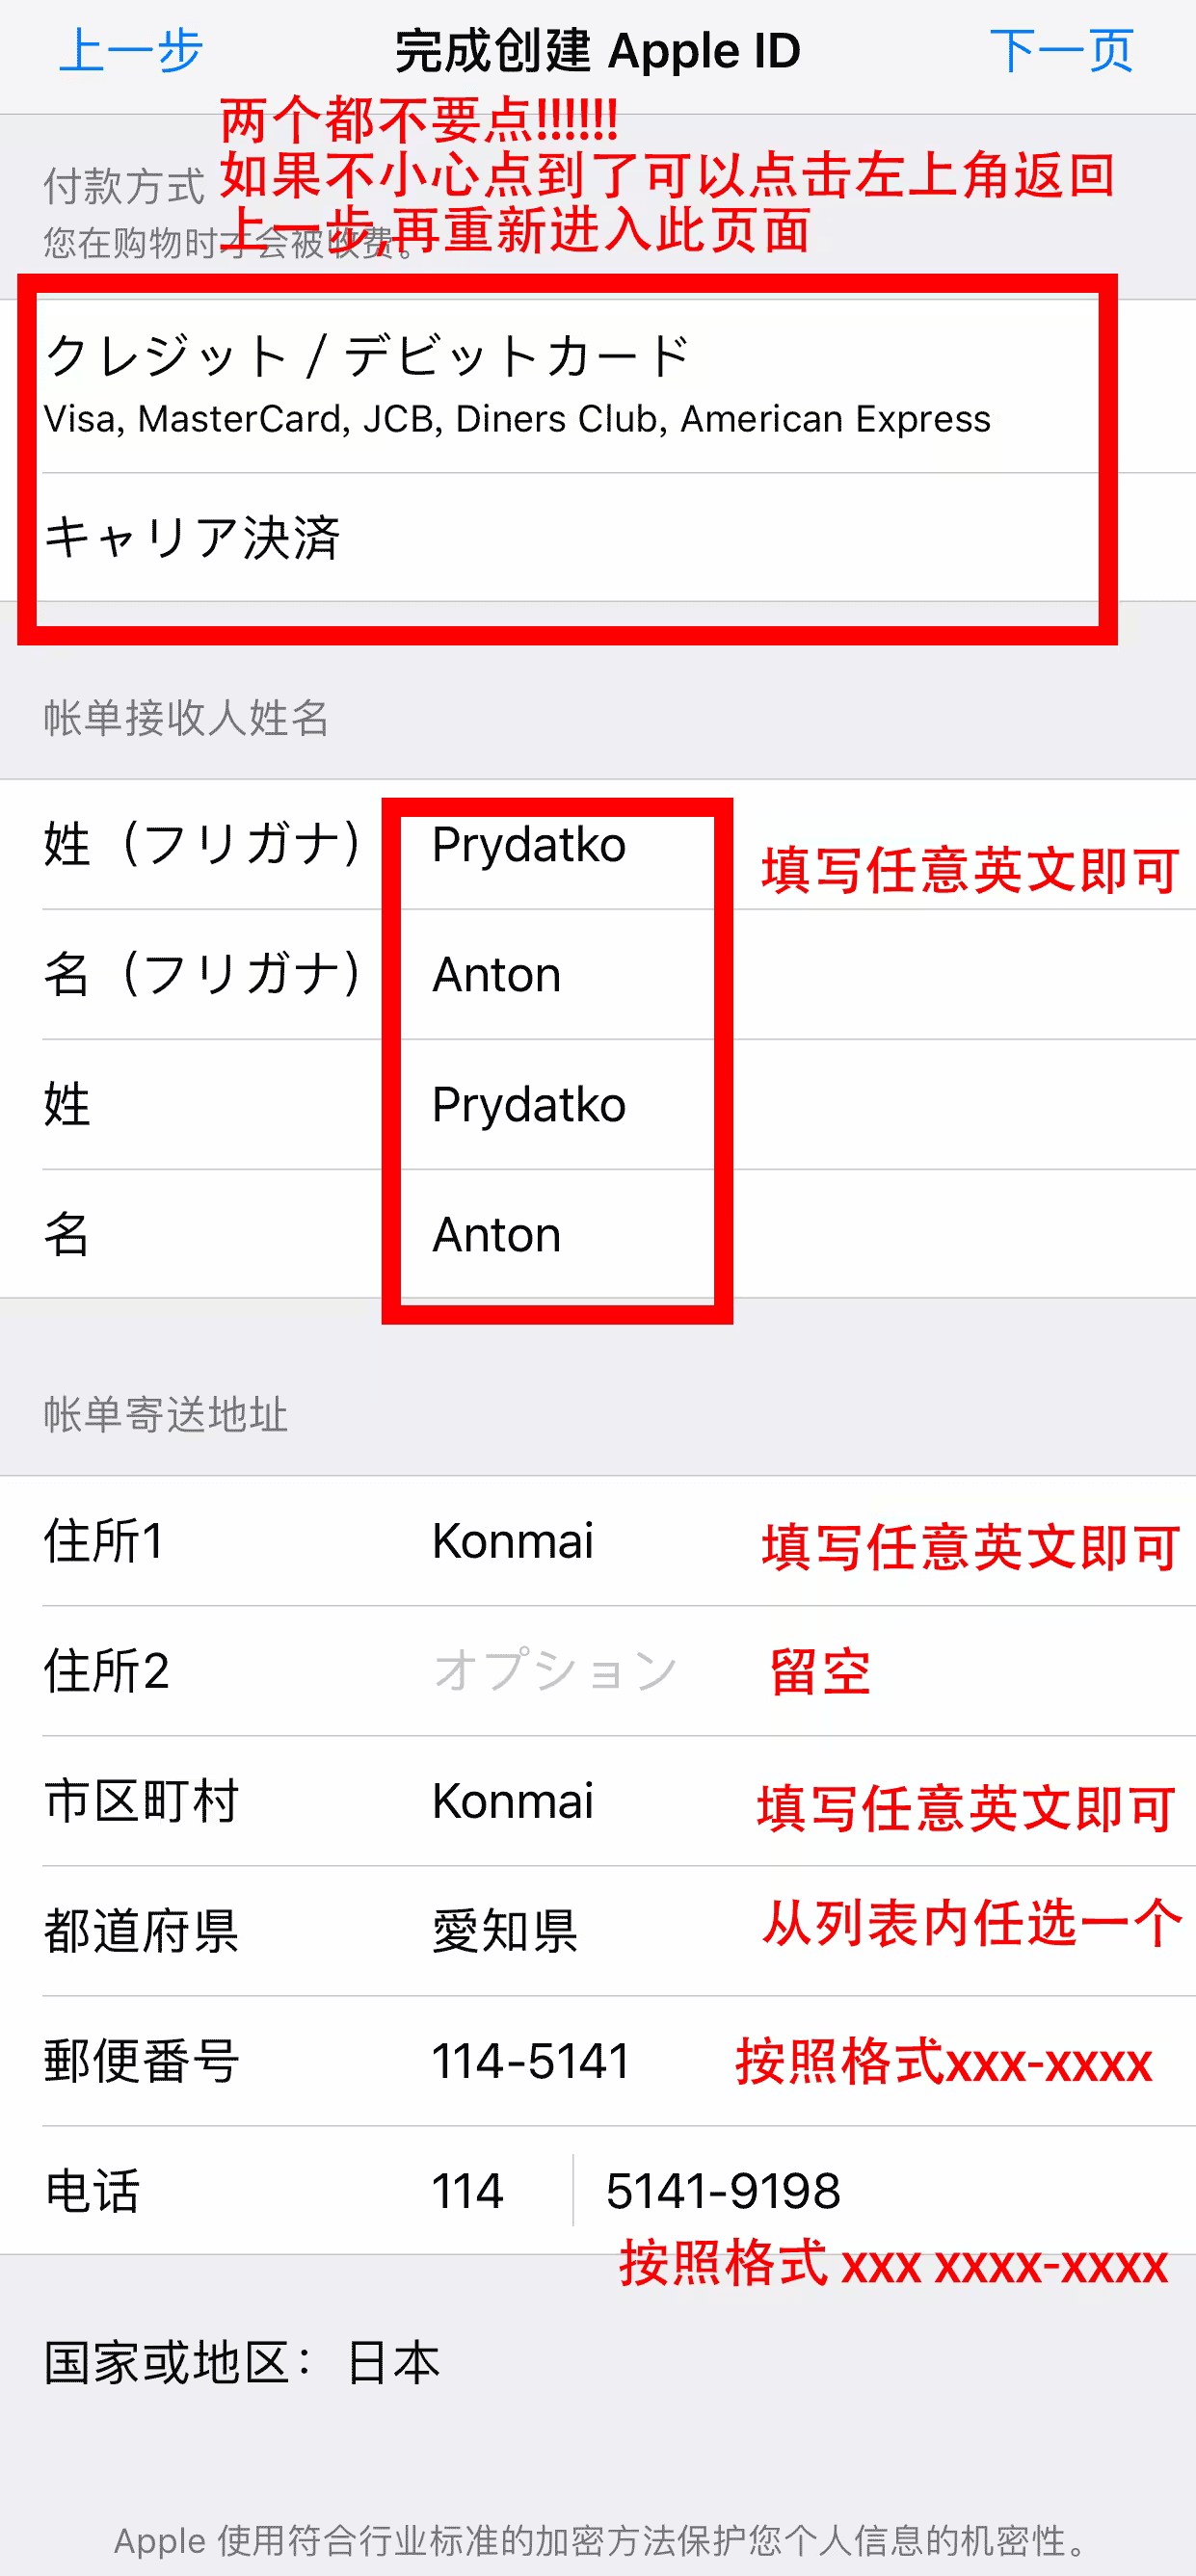 上一步 完成创建 Apple ID 下一页
两个都不要点!!!!!!
付款方式 如果不小心点到了可以点击左上角返回
上一步,再重新进入此页面
您在购物时才会被收费。
クレジット / デビットカード
Visa, MasterCard, JCB, Diners Club, American Express
キャリア決済
帐单接收人姓名
姓（フリガナ） Prydatko 填写任意英文即可
名（フリガナ） Anton
姓 Prydatko
名 Anton
帐单寄送地址
住所1 Konmai 填写任意英文即可
住所2 オプション 留空
市区町村 Konmai 填写任意英文即可
都道府県 愛知県 从列表内任选一个
郵便番号 114-5141 按照格式xxx-xxxx
电话 114 5141-9198
按照格式 xxx xxxx-xxxx
国家或地区：日本
Apple 使用符合行业标准的加密方法保护您个人信息的机密性。